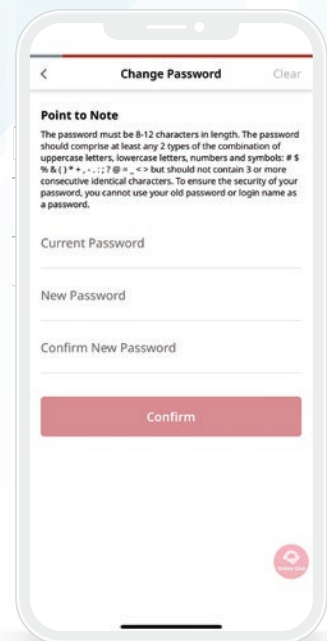 Change Password
Clear
Point to Note
The password must be 8-12 characters in length. The password
should comprise at least any 2 types of the combination of
uppercase letters, lowercase letters, numbers and symbols: # $
% & ( ) * + , - . : ; ? @ = _ < > but should not contain 3 or more
consecutive identical characters. To ensure the security of your
password, you cannot use your old password or login name as
a password.
Current Password
New Password
Confirm New Password
Confirm
Online Chat